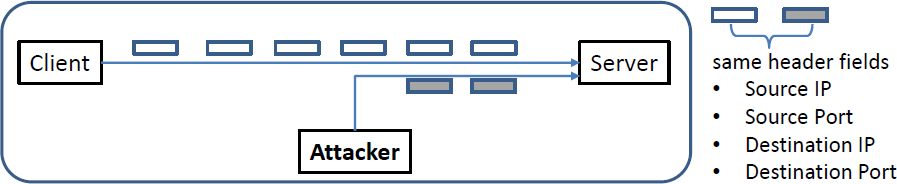 Client
Server
Attacker
same header fields
• Source IP
• Source Port
• Destination IP
• Destination Port